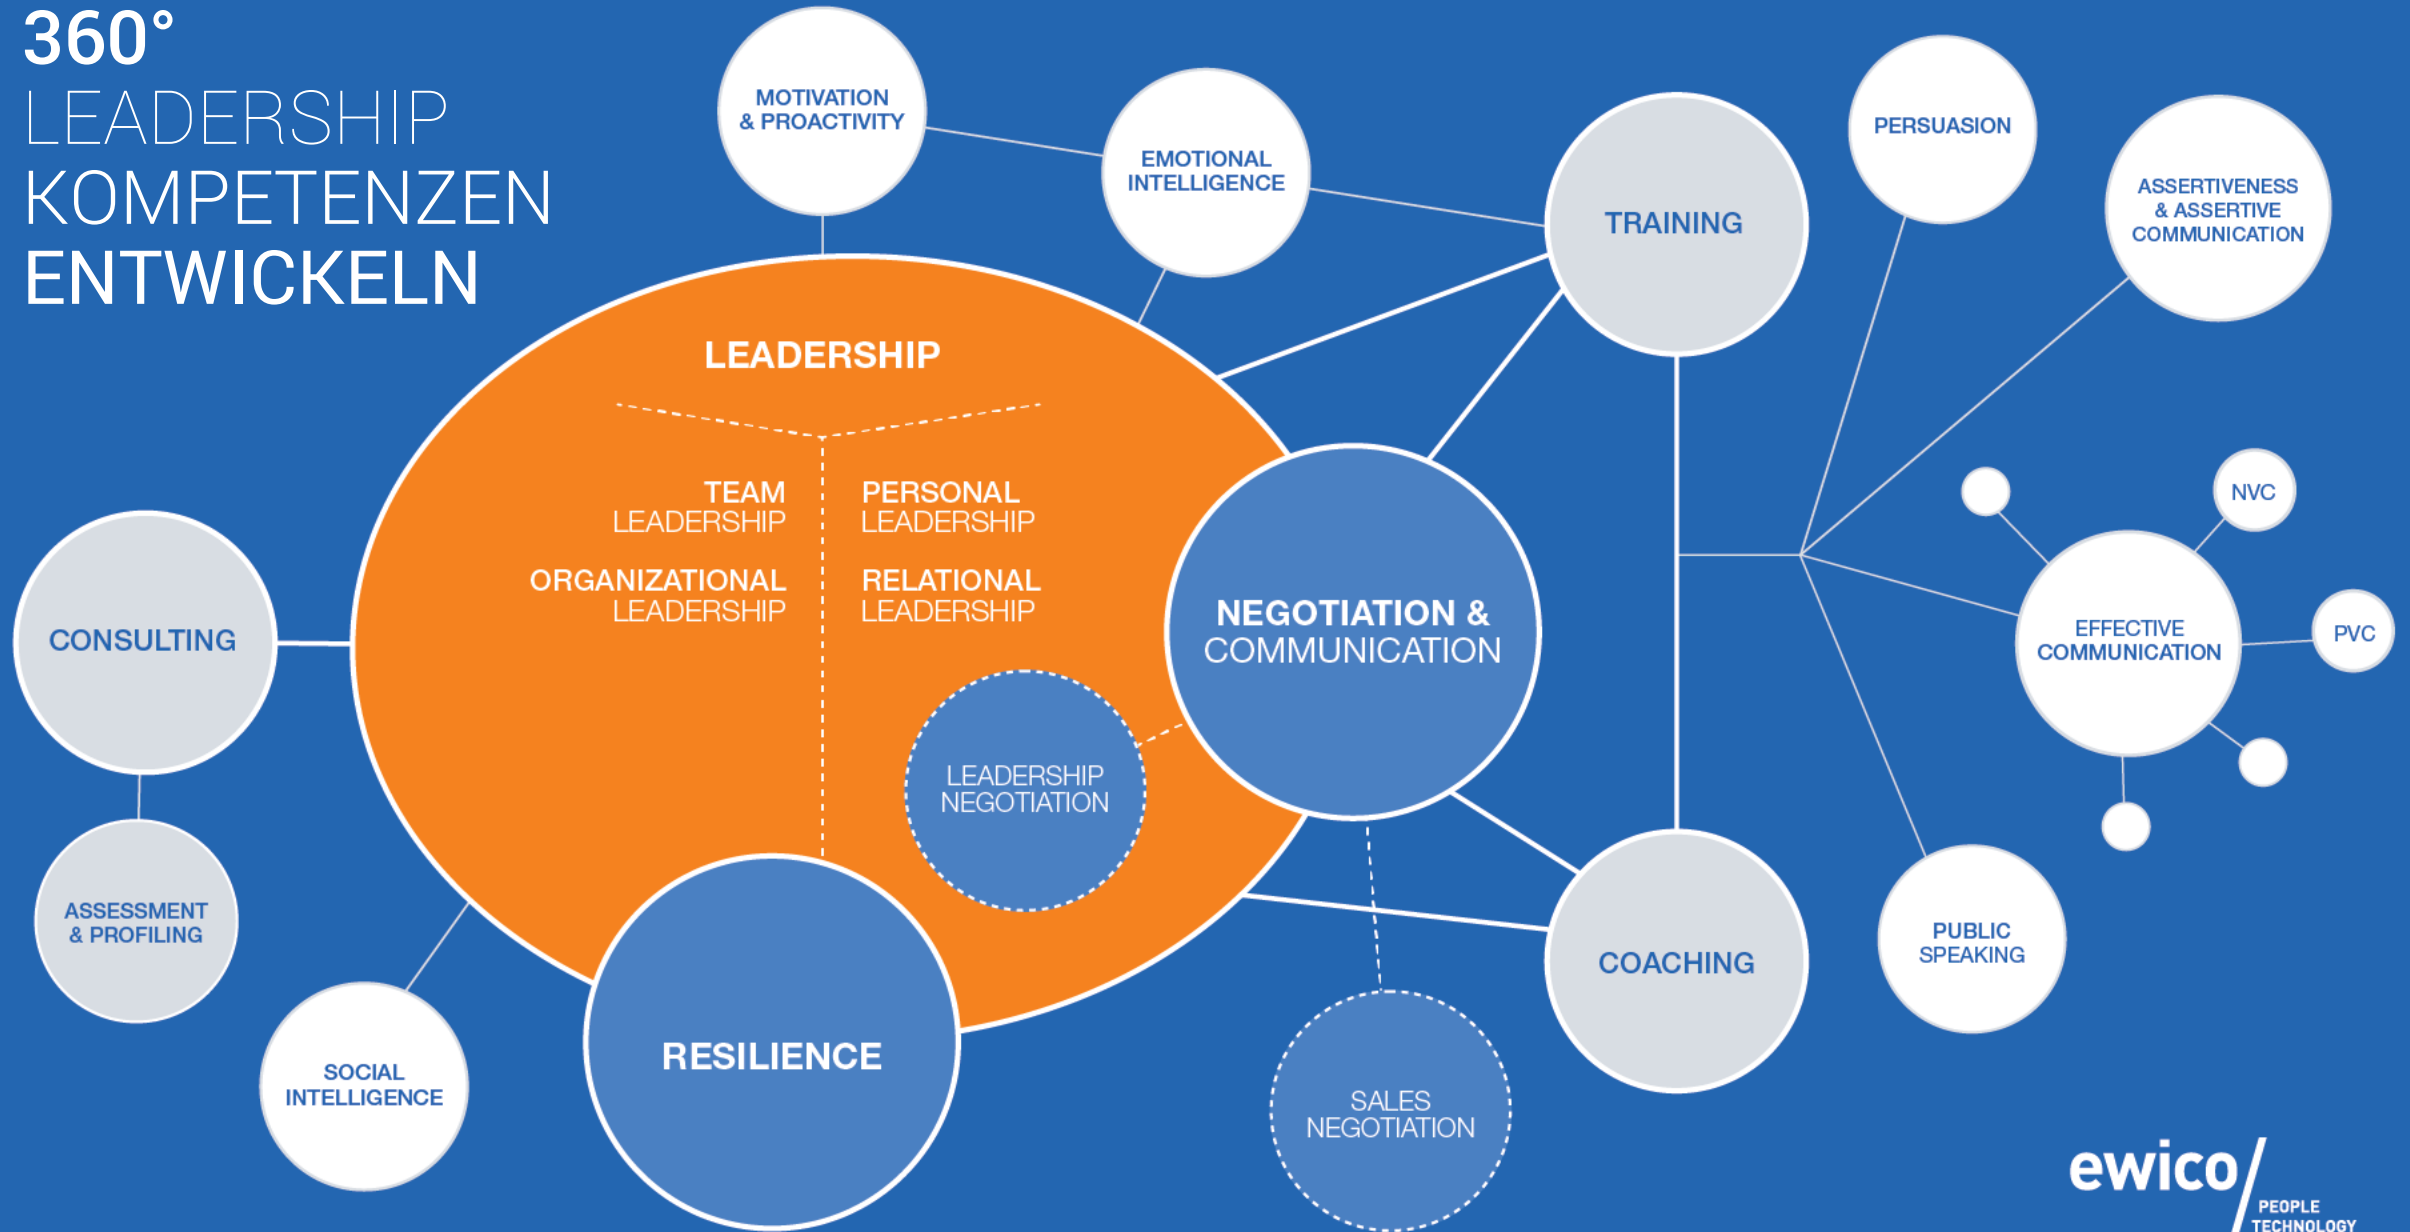 360°
LEADERSHIP
KOMPETENZEN
ENTWICKELN
MOTIVATION
& PROACTIVITY
EMOTIONAL
INTELLIGENCE
TRAINING
PERSUASION
ASSERTIVENESS
& ASSERTIVE
COMMUNICATION
LEADERSHIP
TEAM
LEADERSHIP
PERSONAL
LEADERSHIP
ORGANIZATIONAL
LEADERSHIP
RELATIONAL
LEADERSHIP
NEGOTIATION &
COMMUNICATION
LEADERSHIP
NEGOTIATION
NVC
EFFECTIVE
COMMUNICATION
PVC
CONSULTING
ASSESSMENT
& PROFILING
SOCIAL
INTELLIGENCE
RESILIENCE
SALES
NEGOTIATION
COACHING
PUBLIC
SPEAKING
ewico/
PEOPLE
TECHNOLOGY